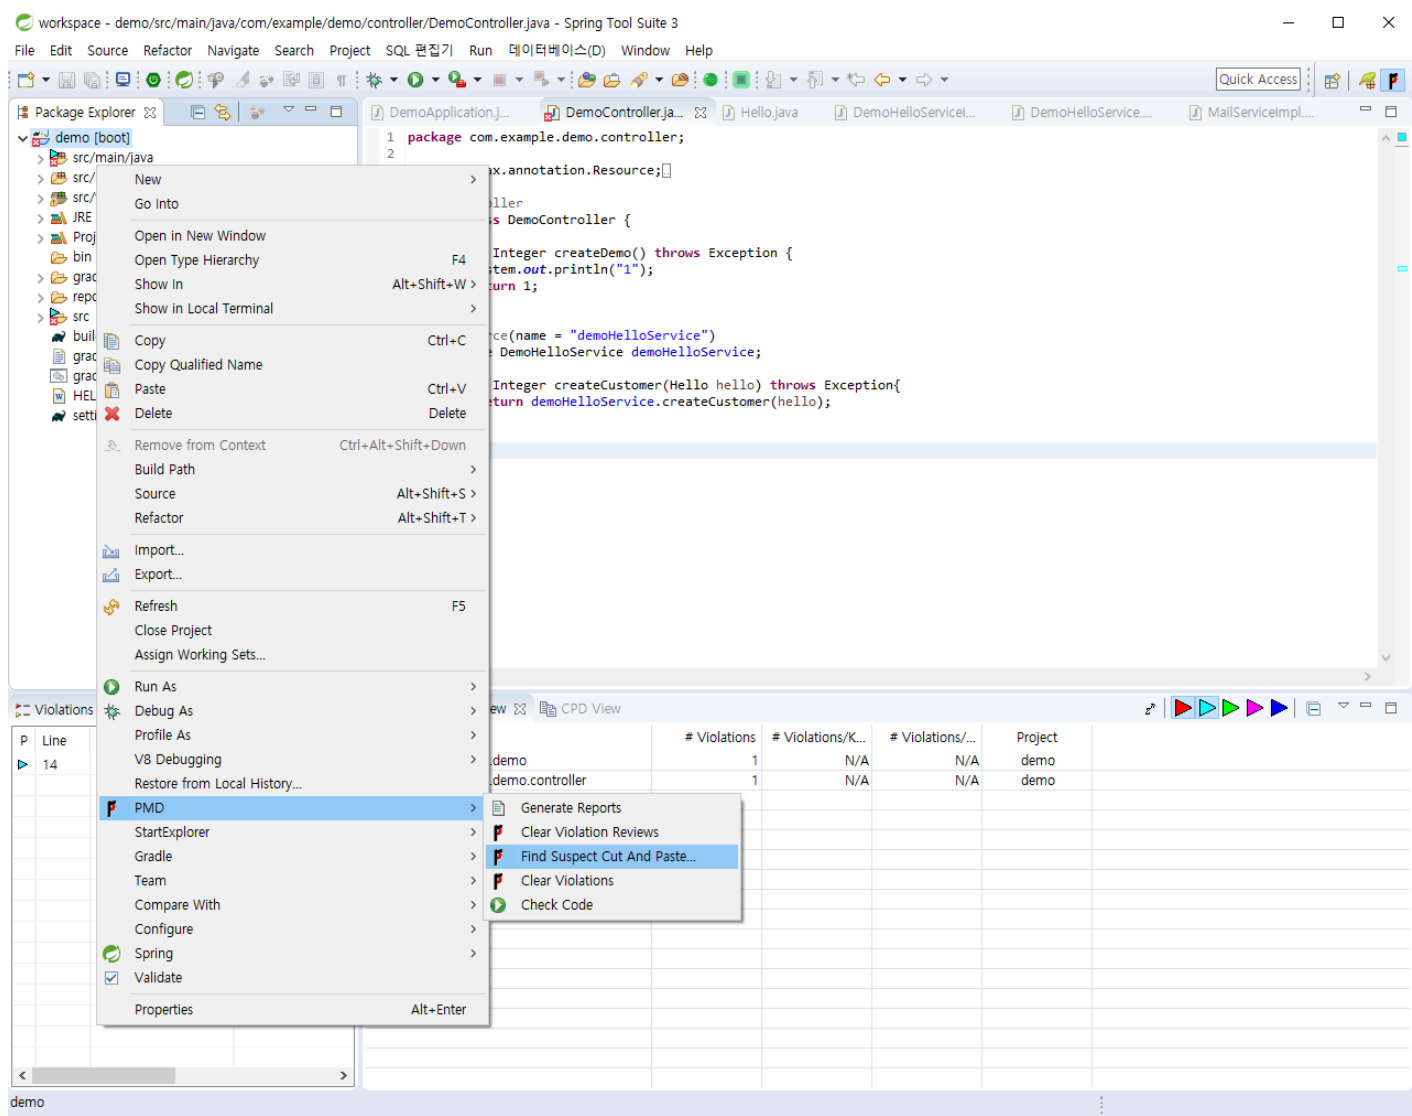 workspace - demo/src/main/java/com/example/demo/controller/DemoController.java - Spring Tool Suite 3
File Edit Source Refactor Navigate Search Project SQL 편집기 Run 데이터베이스(D) Window Help
Quick Access
Package Explorer
demo [boot]
src/main/java
src/
src/
JRE
Proj
bin
grad
repo
src
buil
grad
grad
HEL
setti
DemoApplication.j... DemoController.ja... Hello.java DemoHelloServiceI... DemoHelloService.... MailServiceImpl....
1 package com.example.demo.controller;
2
ax.annotation.Resource;
oller
ss DemoController {
Integer createDemo() throws Exception {
stem.out.println("1");
turn 1;
rce(name = "demoHelloService")
DemoHelloService demoHelloService;
Integer createCustomer(Hello hello) throws Exception{
eturn demoHelloService.createCustomer(hello);
New
Go Into
Open in New Window
Open Type Hierarchy F4
Show In Alt+Shift+W
Show in Local Terminal
Copy Ctrl+C
Copy Qualified Name
Paste Ctrl+V
Delete Delete
Remove from Context Ctrl+Alt+Shift+Down
Build Path
Source Alt+Shift+S
Refactor Alt+Shift+T
Import...
Export...
Refresh F5
Close Project
Assign Working Sets...
Run As
Debug As
Profile As
V8 Debugging
Restore from Local History...
PMD
StartExplorer
Gradle
Team
Compare With
Configure
Spring
Validate
Properties Alt+Enter
Generate Reports
Clear Violation Reviews
Find Suspect Cut And Paste...
Clear Violations
Check Code
Violations
P Line
14
ew CPD View
# Violations # Violations/K... # Violations/... Project
.demo 1 N/A N/A demo
.demo.controller 1 N/A N/A demo
demo